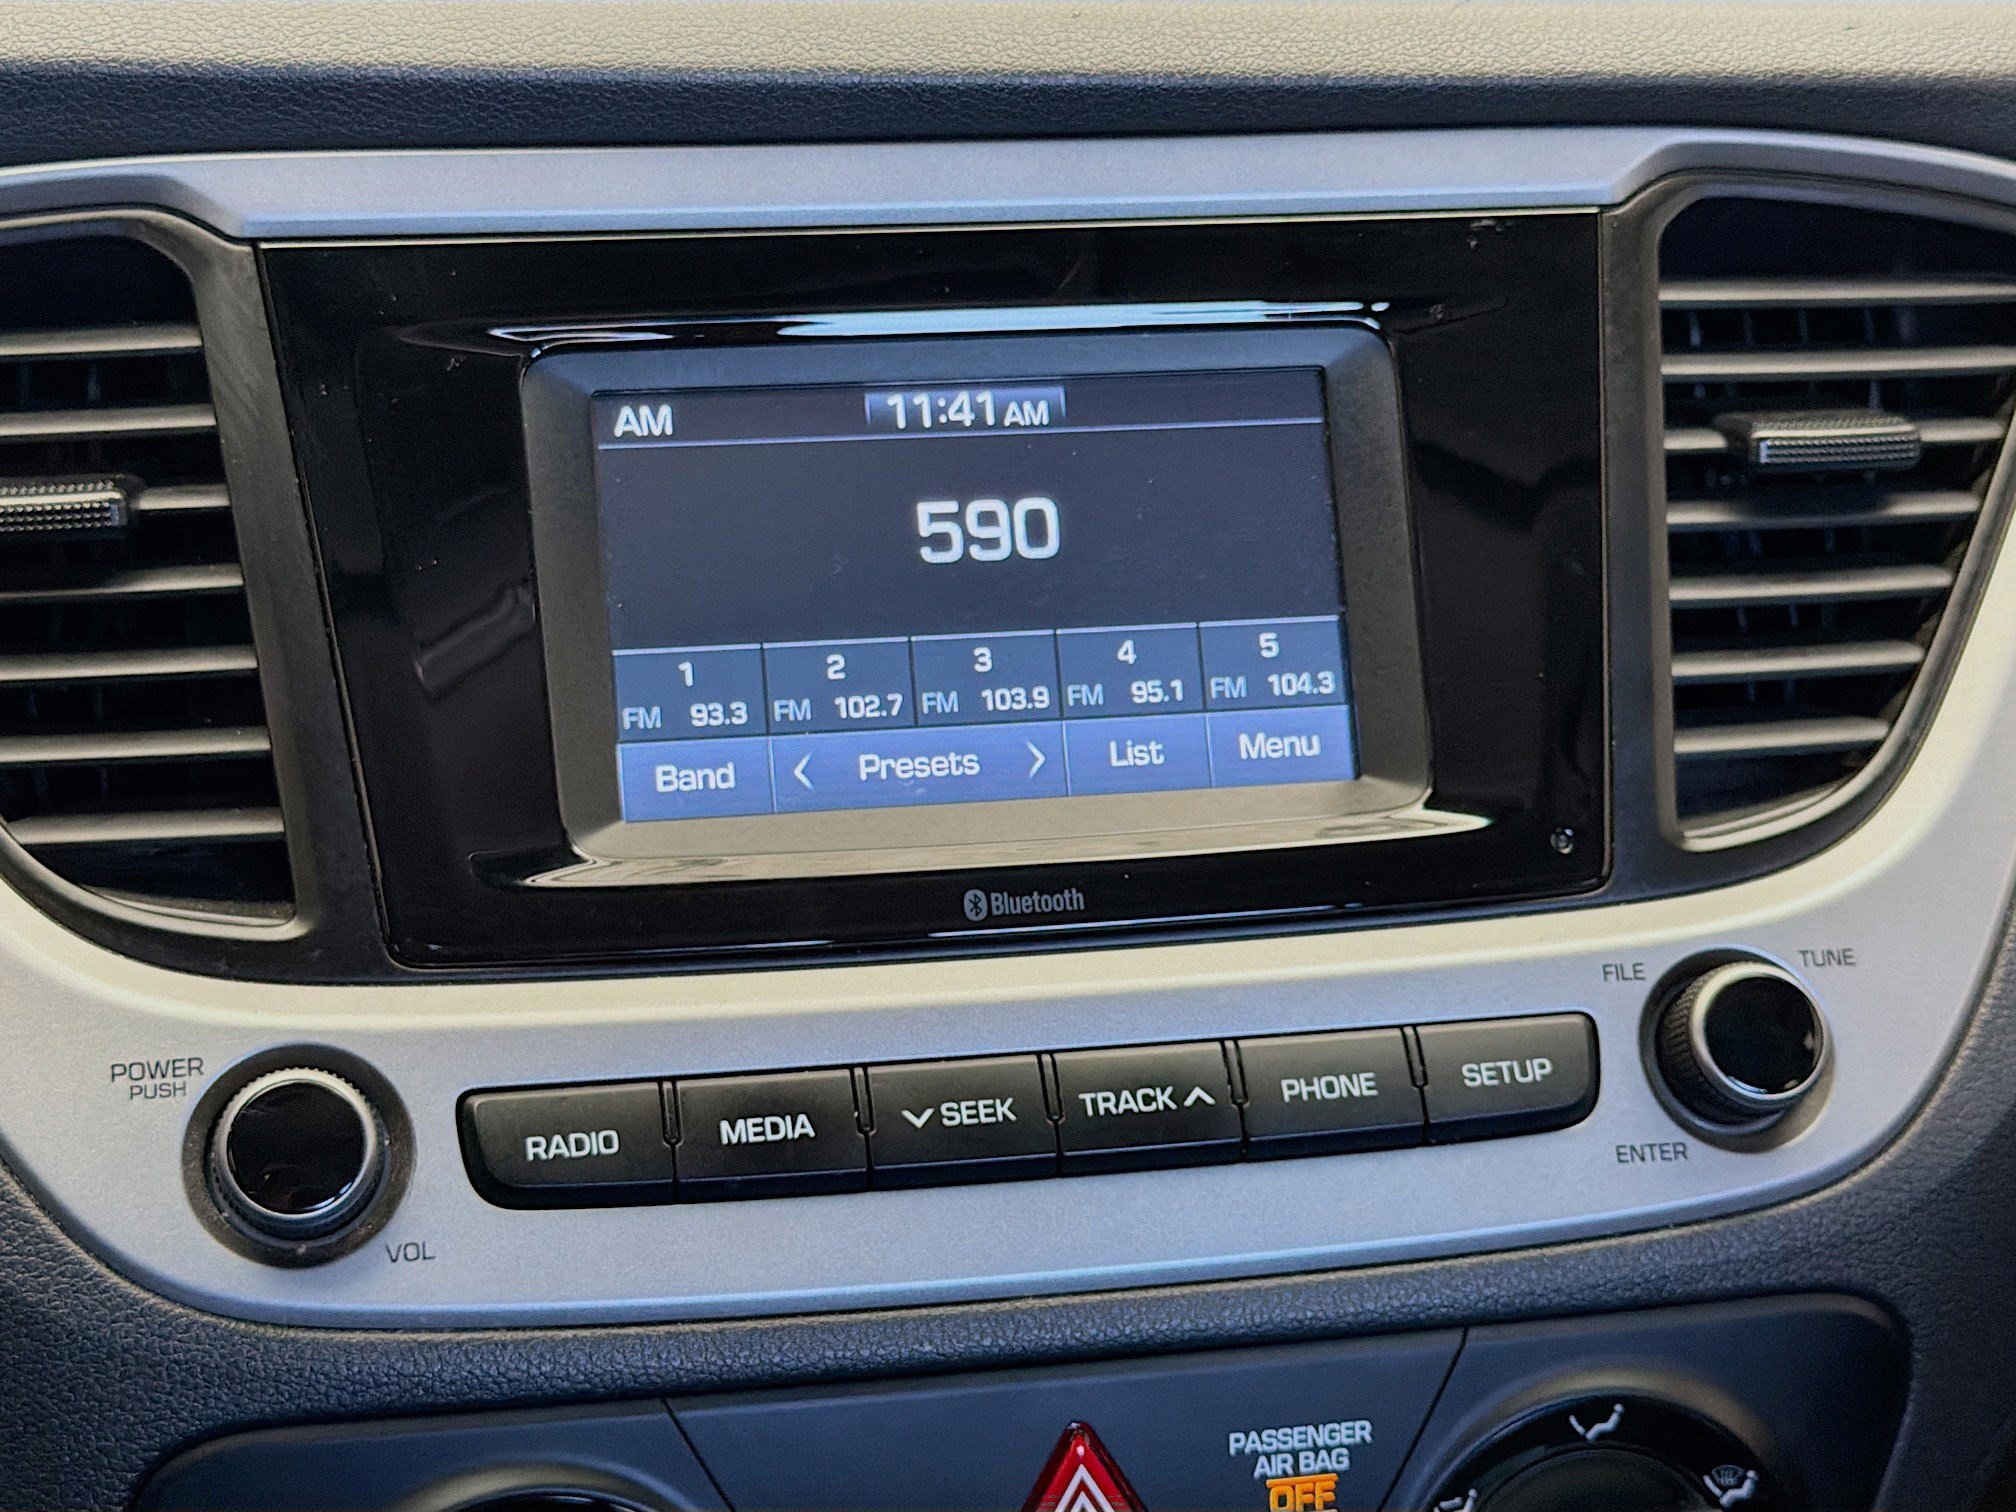 AM 11:41 AM
590
1 2 3 4 5
FM 93.3 FM 102.7 FM 103.9 FM 95.1 FM 104.3
Band < Presets > List Menu
Bluetooth
FILE TUNE
POWER
PUSH
RADIO MEDIA SEEK TRACK PHONE SETUP
ENTER
VOL
PASSENGER
AIR BAG
OFF